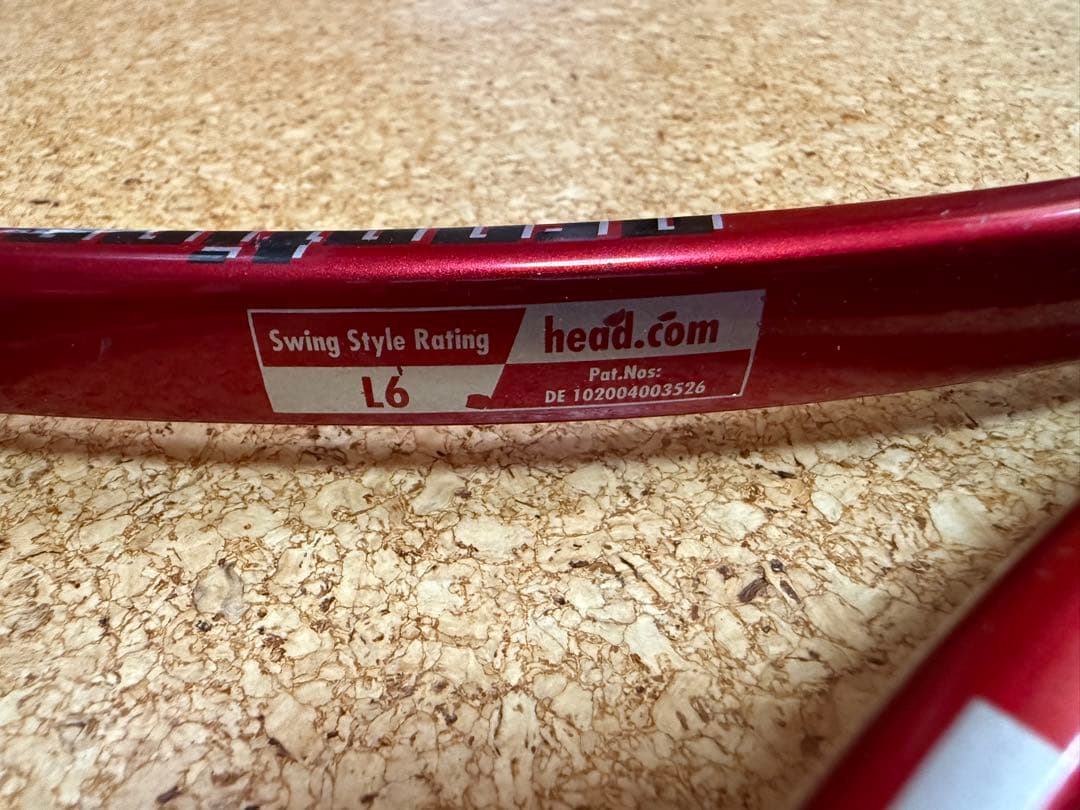 Swing Style Rating
L6
head.com
Pat.Nos:
DE 102004003526